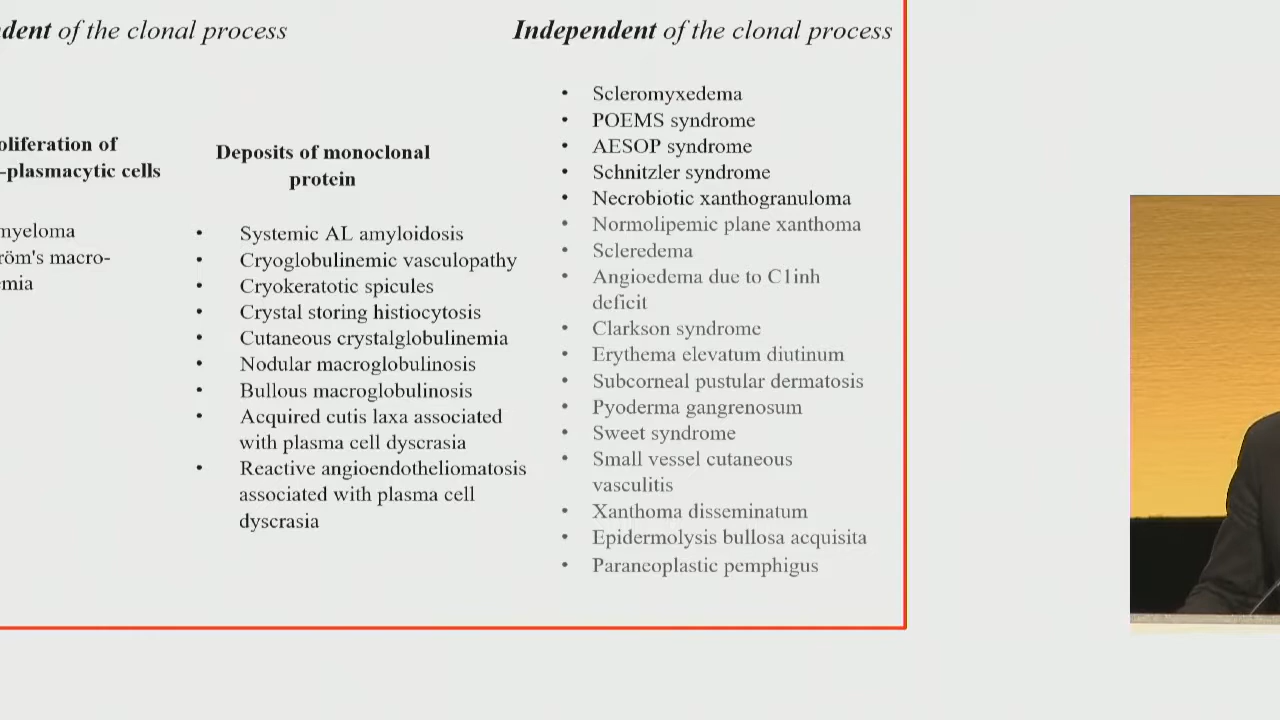 dent of the clonal process
Independent of the clonal process
oliferation of
-plasmacytic cells
myeloma
röm's macro-
emia
Deposits of monoclonal
protein
• Systemic AL amyloidosis
• Cryoglobulinemic vasculopathy
• Cryokeratotic spicules
• Crystal storing histiocytosis
• Cutaneous crystalglobulinemia
• Nodular macroglobulinosis
• Bullous macroglobulinosis
• Acquired cutis laxa associated
with plasma cell dyscrasia
• Reactive angioendotheliomatosis
associated with plasma cell
dyscrasia
• Scleromyxedema
• POEMS syndrome
• AESOP syndrome
• Schnitzler syndrome
• Necrobiotic xanthogranuloma
• Normolipemic plane xanthoma
• Scleredema
• Angioedema due to C1inh
deficit
• Clarkson syndrome
• Erythema elevatum diutinum
• Subcorneal pustular dermatosis
• Pyoderma gangrenosum
• Sweet syndrome
• Small vessel cutaneous
vasculitis
• Xanthoma disseminatum
• Epidermolysis bullosa acquisita
• Paraneoplastic pemphigus